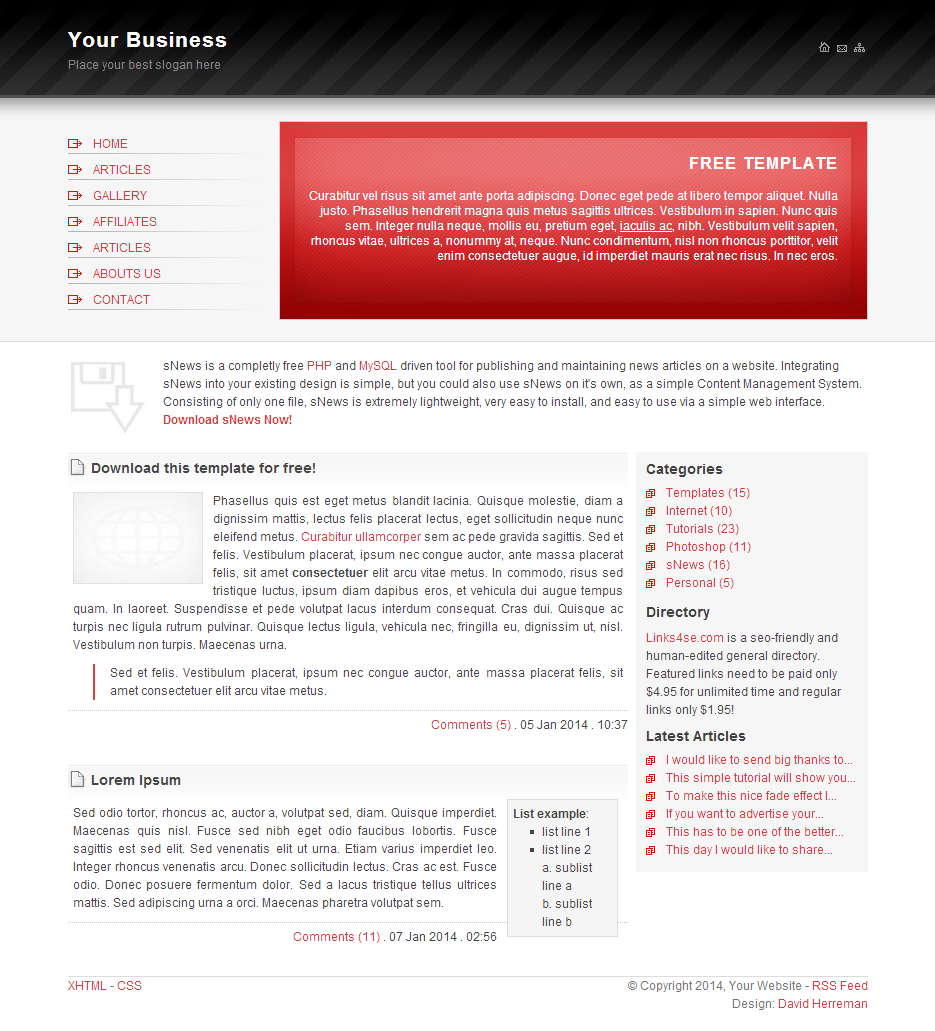 Your Business
Place your best slogan here
HOME
ARTICLES
GALLERY
AFFILIATES
ARTICLES
ABOUTS US
CONTACT
FREE TEMPLATE
Curabitur vel risus sit amet ante porta adipiscing. Donec eget pede at libero tempor aliquet. Nulla
justo. Phasellus hendrerit magna quis metus sagittis ultrices. Vestibulum in sapien. Nunc quis
sem. Integer nulla neque, mollis eu, pretium eget, iaculis ac, nibh. Vestibulum velit sapien,
rhoncus vitae, ultrices a, nonummy at, neque. Nunc condimentum, nisl non rhoncus porttitor, velit
enim consectetuer augue, id imperdiet mauris erat nec risus. In nec eros.
sNews is a completly free PHP and MySQL driven tool for publishing and maintaining news articles on a website. Integrating
sNews into your existing design is simple, but you could also use sNews on it's own, as a simple Content Management System.
Consisting of only one file, sNews is extremely lightweight, very easy to install, and easy to use via a simple web interface.
Download sNews Now!
Download this template for free!
Phasellus quis est eget metus blandit lacinia. Quisque molestie, diam a
dignissim mattis, lectus felis placerat lectus, eget sollicitudin neque nunc
eleifend metus. Curabitur ullamcorper sem ac pede gravida sagittis. Sed et
felis. Vestibulum placerat, ipsum nec congue auctor, ante massa placerat
felis, sit amet consectetuer elit arcu vitae metus. In commodo, risus sed
tristique luctus, ipsum diam dapibus eros, et vehicula dui augue tempus
quam. In laoreet. Suspendisse et pede volutpat lacus interdum consequat. Cras dui. Quisque ac
turpis nec ligula rutrum pulvinar. Quisque lectus ligula, vehicula nec, fringilla eu, dignissim ut, nisl.
Vestibulum non turpis. Maecenas urna.
Sed et felis. Vestibulum placerat, ipsum nec congue auctor, ante massa placerat felis, sit
amet consectetuer elit arcu vitae metus.
Comments (5) . 05 Jan 2014 . 10:37
Lorem Ipsum
Sed odio tortor, rhoncus ac, auctor a, volutpat sed, diam. Quisque imperdiet.
Maecenas quis nisl. Fusce sed nibh eget odio faucibus lobortis. Fusce
sagittis est sed elit. Sed venenatis elit ut urna. Etiam varius imperdiet leo.
Integer rhoncus venenatis arcu. Donec sollicitudin lectus. Cras ac est. Fusce
odio. Donec posuere fermentum dolor. Sed a lacus tristique tellus ultrices
mattis. Sed adipiscing urna a orci. Maecenas pharetra volutpat sem.
List example:
list line 1
list line 2
a. sublist
line a
b. sublist
line b
Comments (11) . 07 Jan 2014 . 02:56
Categories
Templates (15)
Internet (10)
Tutorials (23)
Photoshop (11)
sNews (16)
Personal (5)
Directory
Links4se.com is a seo-friendly and
human-edited general directory.
Featured links need to be paid only
$4.95 for unlimited time and regular
links only $1.95!
Latest Articles
I would like to send big thanks to...
This simple tutorial will show you...
To make this nice fade effect I...
If you want to advertise your...
This has to be one of the better...
This day I would like to share...
XHTML - CSS
© Copyright 2014, Your Website - RSS Feed
Design: David Herreman